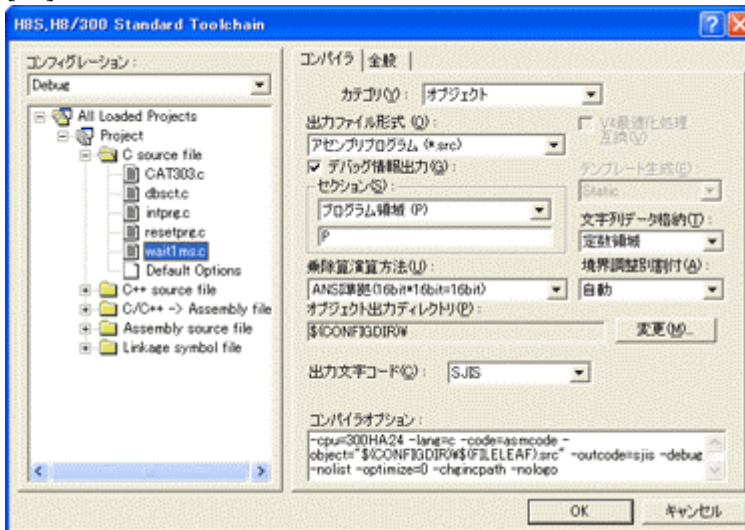 H8S,H8/300 Standard Toolchain
コンフィグレーション :
Debug
All Loaded Projects
Project
C source file
CAT303.c
dbsct.c
intprg.c
resetprg.c
wait1ms.c
Default Options
C++ source file
C/C++ -> Assembly file
Assembly source file
Linkage symbol file
コンパイラ
全般
カテゴリ(Y) :
オブジェクト
出力ファイル形式 (O) :
アセンブリプログラム (*.src)
デバッグ情報出力(G) :
セクション(S) :
プログラム領域 (P)
P
乗除算演算方法(U) :
ANSI準拠(16bit*16bit=16bit)
オブジェクト出力ディレクトリ(P) :
$(CONFIGDIR)¥
変更(M)...
出力文字コード(C) :
SJIS
V4最適化処理
互換(V)
テンプレート生成(E) :
Static
文字列データ格納(T) :
定数領域
境界調整別割付(A) :
自動
コンパイラオプション :
-cpu=300HA:24 -lang=c -code=asmcode -
object="$(CONFIGDIR)¥$(FILELEAF).src" -outcode=sjis -debug
-nolist -optimize=0 -chgincpath -nologo
OK
キャンセル